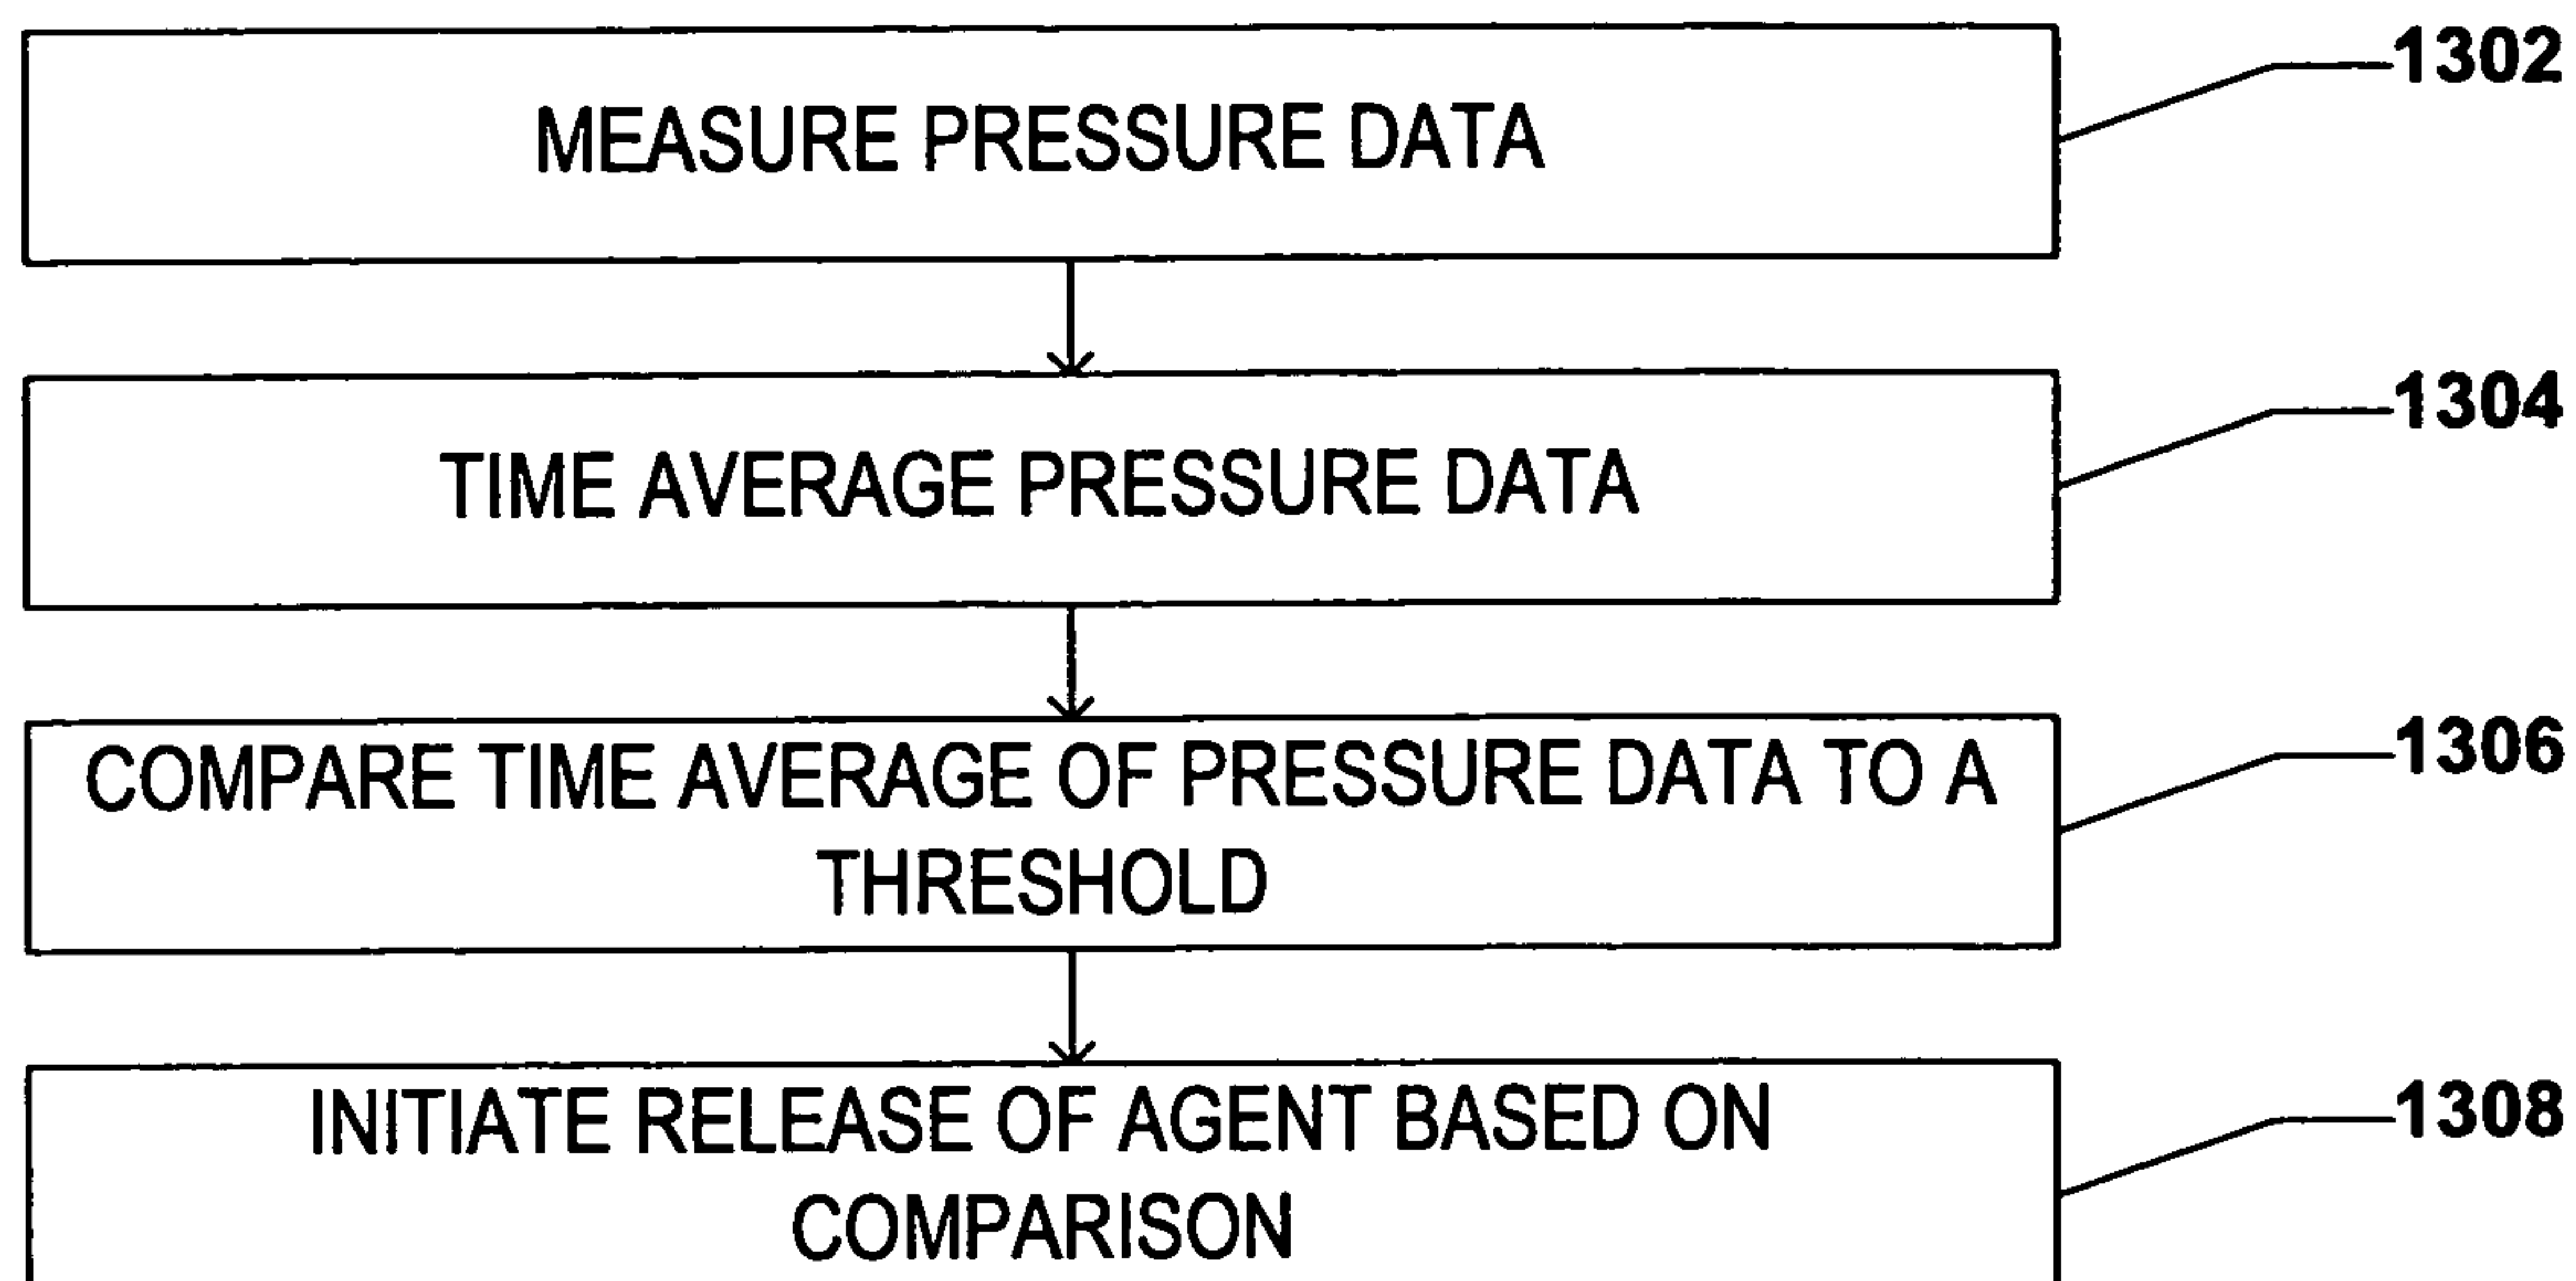 MEASURE PRESSURE DATA
1302
TIME AVERAGE PRESSURE DATA
1304
COMPARE TIME AVERAGE OF PRESSURE DATA TO A
THRESHOLD
1306
INITIATE RELEASE OF AGENT BASED ON
COMPARISON
1308